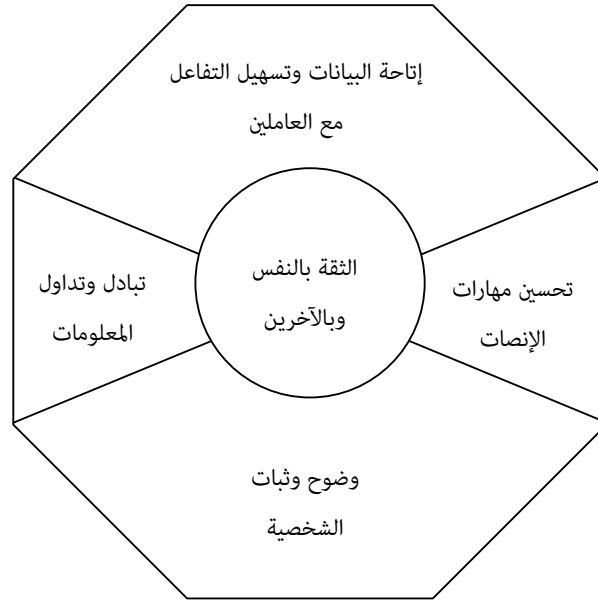 إتاحة البيانات وتسهيل التفاعل
مع العاملين
تحسين مهارات
الإنصات
الثقة بالنفس
وبالآخرين
تبادل وتداول
المعلومات
وضوح وثبات
الشخصية